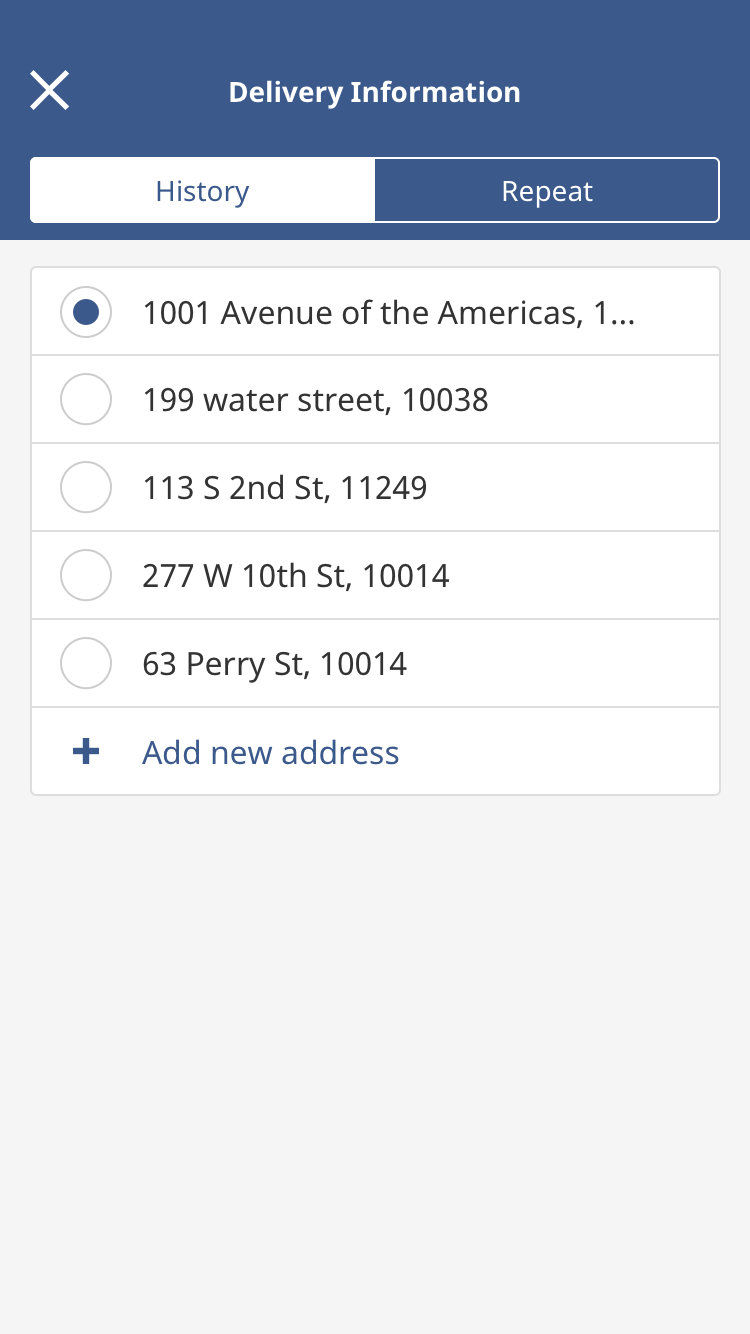 Delivery Information
History
Repeat
1001 Avenue of the Americas, 1...
199 water street, 10038
113 S 2nd St, 11249
277 W 10th St, 10014
63 Perry St, 10014
Add new address